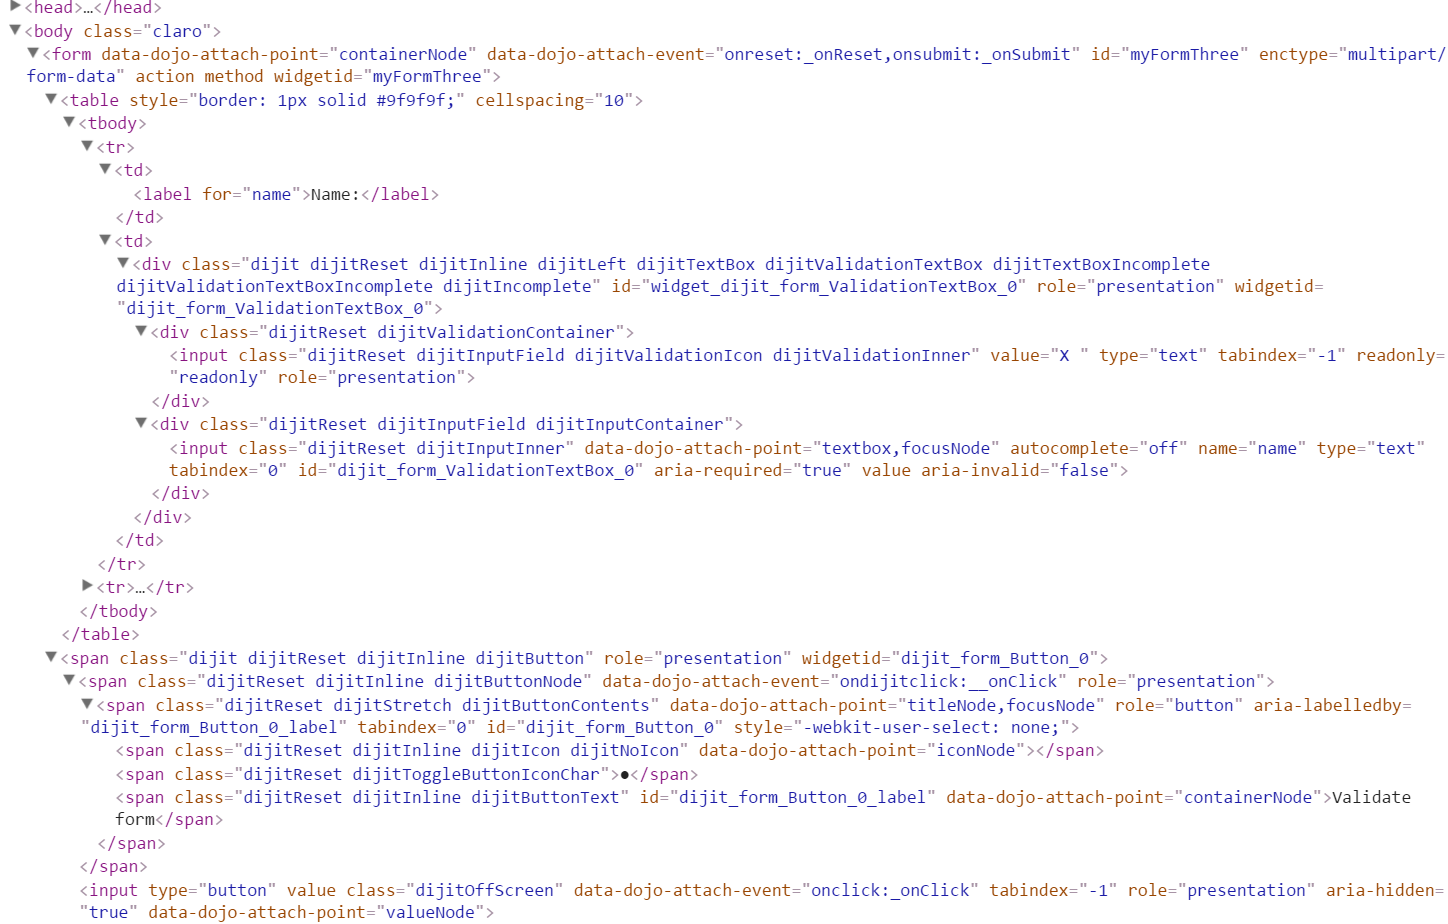 ▶<head>…</head>
▼<body class="claro">
▼<form data-dojo-attach-point="containerNode" data-dojo-attach-event="onreset:_onReset,onsubmit:_onSubmit" id="myFormThree" enctype="multipart/
form-data" action method widgetid="myFormThree">
▼<table style="border: 1px solid #9f9f9f;" cellspacing="10">
▼<tbody>
▼<tr>
▼<td>
<label for="name">Name:</label>
</td>
▼<td>
▼<div class="dijit dijitReset dijitInline dijitLeft dijitTextBox dijitValidationTextBox dijitTextBoxIncomplete
dijitValidationTextBoxIncomplete dijitIncomplete" id="widget_dijit_form_ValidationTextBox_0" role="presentation" widgetid=
"dijit_form_ValidationTextBox_0">
▼<div class="dijitReset dijitValidationContainer">
<input class="dijitReset dijitInputField dijitValidationIcon dijitValidationInner" value="Χ " type="text" tabindex="-1" readonly=
"readonly" role="presentation">
</div>
▼<div class="dijitReset dijitInputField dijitInputContainer">
<input class="dijitReset dijitInputInner" data-dojo-attach-point="textbox,focusNode" autocomplete="off" name="name" type="text"
tabindex="0" id="dijit_form_ValidationTextBox_0" aria-required="true" value aria-invalid="false">
</div>
</div>
</td>
</tr>
▶<tr>…</tr>
</tbody>
</table>
▼<span class="dijit dijitReset dijitInline dijitButton" role="presentation" widgetid="dijit_form_Button_0">
▼<span class="dijitReset dijitInline dijitButtonNode" data-dojo-attach-event="ondijitclick:__onClick" role="presentation">
▼<span class="dijitReset dijitStretch dijitButtonContents" data-dojo-attach-point="titleNode,focusNode" role="button" aria-labelledby=
"dijit_form_Button_0_label" tabindex="0" id="dijit_form_Button_0" style="-webkit-user-select: none;">
<span class="dijitReset dijitInline dijitIcon dijitNoIcon" data-dojo-attach-point="iconNode"></span>
<span class="dijitReset dijitToggleButtonIconChar">●</span>
<span class="dijitReset dijitInline dijitButtonText" id="dijit_form_Button_0_label" data-dojo-attach-point="containerNode">Validate
form</span>
</span>
</span>
<input type="button" value class="dijitOffScreen" data-dojo-attach-event="onclick:_onClick" tabindex="-1" role="presentation" aria-hidden=
"true" data-dojo-attach-point="valueNode">